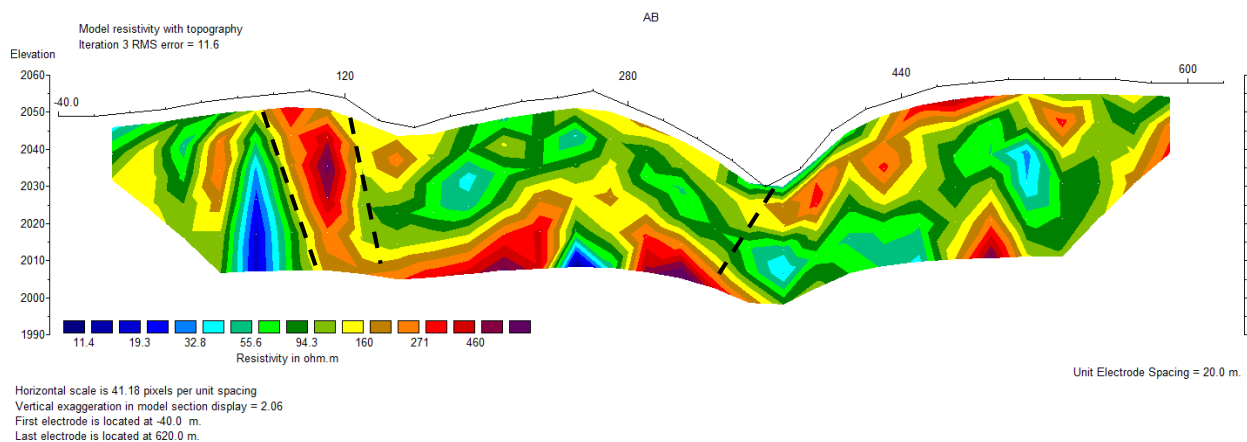 AB
Model resistivity with topography
Iteration 3 RMS error = 11.6
Elevation
2060
2050
2040
2030
2020
2010
2000
1990
-40.0
120
280
440
600
11.4 19.3 32.8 55.6 94.3 160 271 460
Resistivity in ohm.m
Unit Electrode Spacing = 20.0 m.
Horizontal scale is 41.18 pixels per unit spacing
Vertical exaggeration in model section display = 2.06
First electrode is located at -40.0 m.
Last electrode is located at 620.0 m.